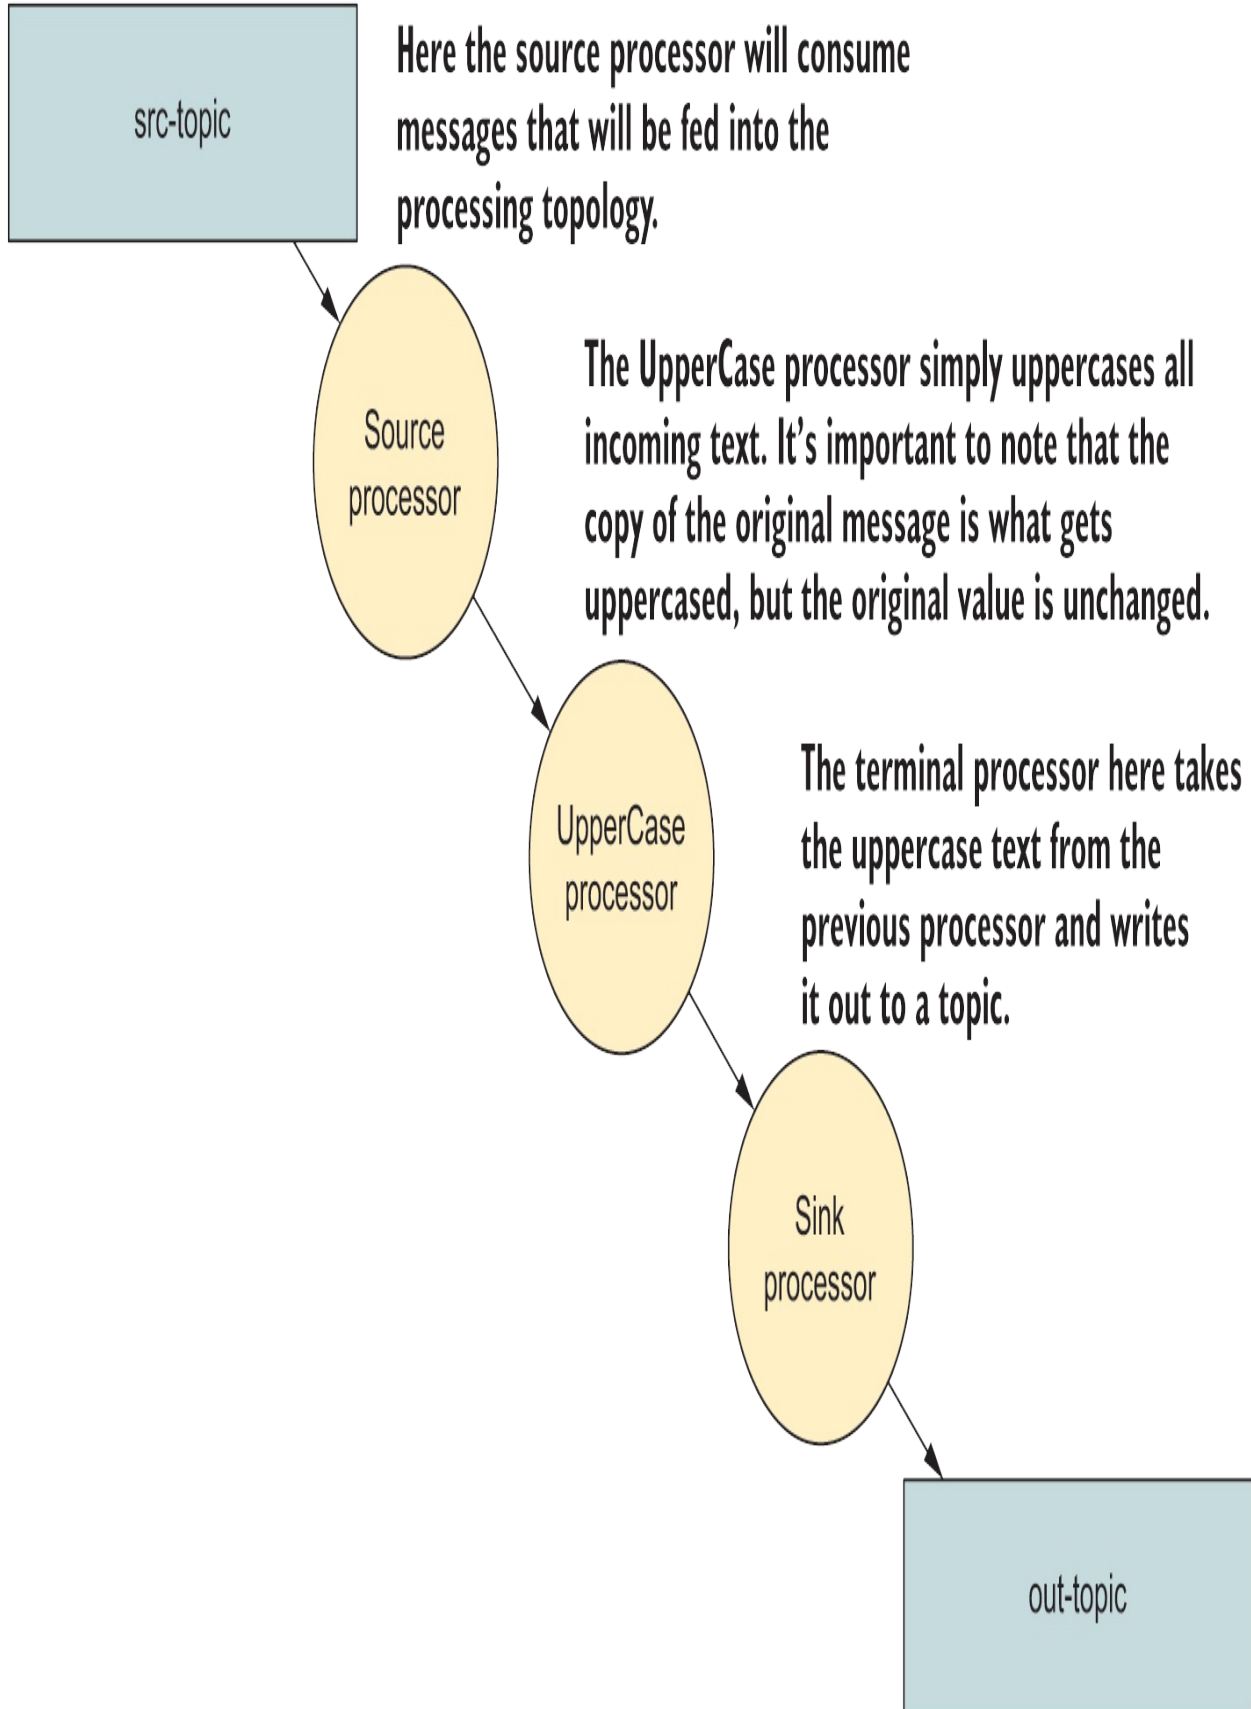 src-topic
Here the source processor will consume
messages that will be fed into the
processing topology.
Source
processor
The UpperCase processor simply uppercases all
incoming text. It’s important to note that the
copy of the original message is what gets
uppercased, but the original value is unchanged.
UpperCase
processor
The terminal processor here takes
the uppercase text from the
previous processor and writes
it out to a topic.
Sink
processor
out-topic